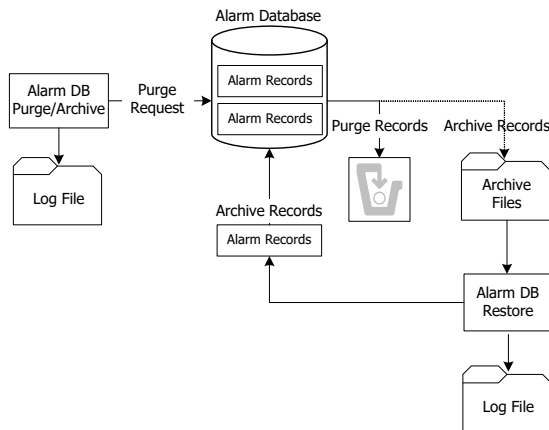 Alarm Database
Alarm Records
Alarm Records
Alarm DB
Purge/Archive
Purge
Request
Log File
Purge Records
Archive Records
Archive
Files
Archive Records
Alarm Records
Alarm DB
Restore
Log File